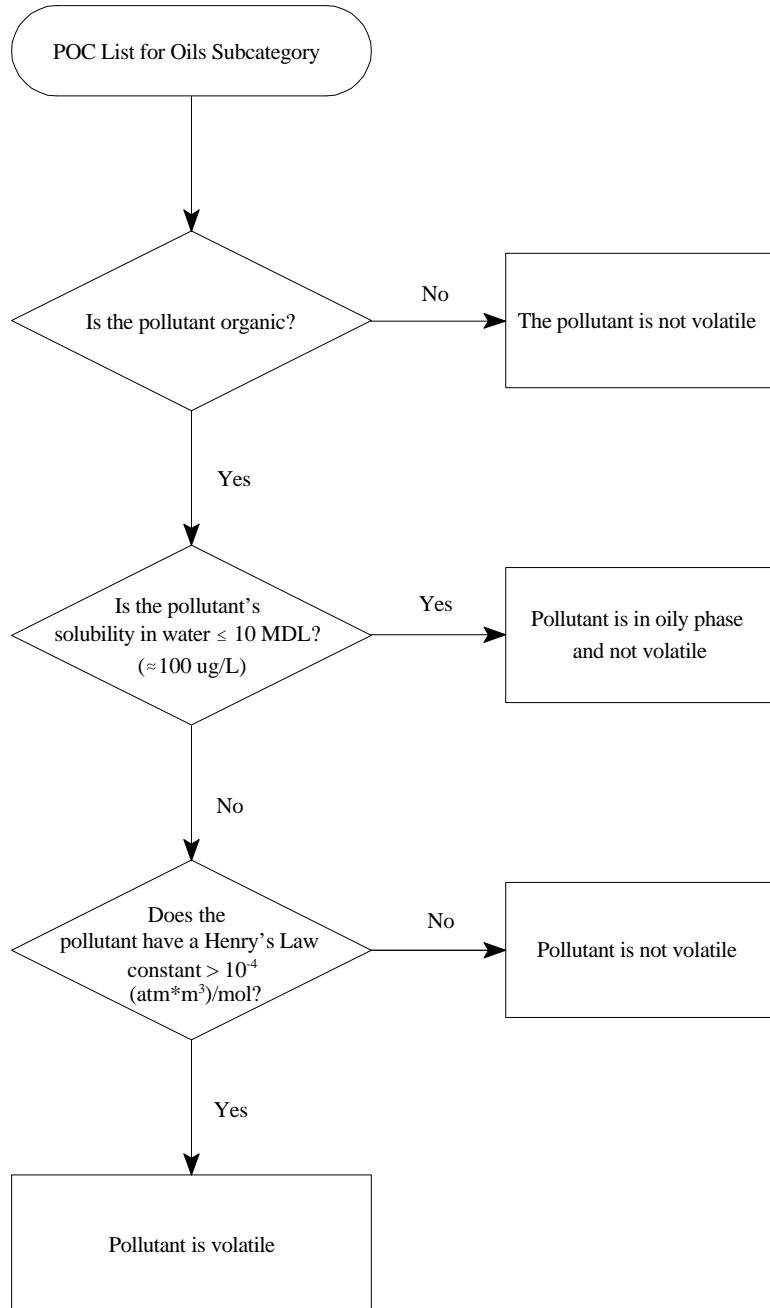 POC List for Oils Subcategory
Is the pollutant organic?
No
The pollutant is not volatile
Yes
Is the pollutant’s
solubility in water ≤ 10 MDL?
(≈100 ug/L)
Yes
Pollutant is in oily phase
and not volatile
No
Does the
pollutant have a Henry’s Law
constant > 10⁻⁴
(atm*m³)/mol?
No
Pollutant is not volatile
Yes
Pollutant is volatile